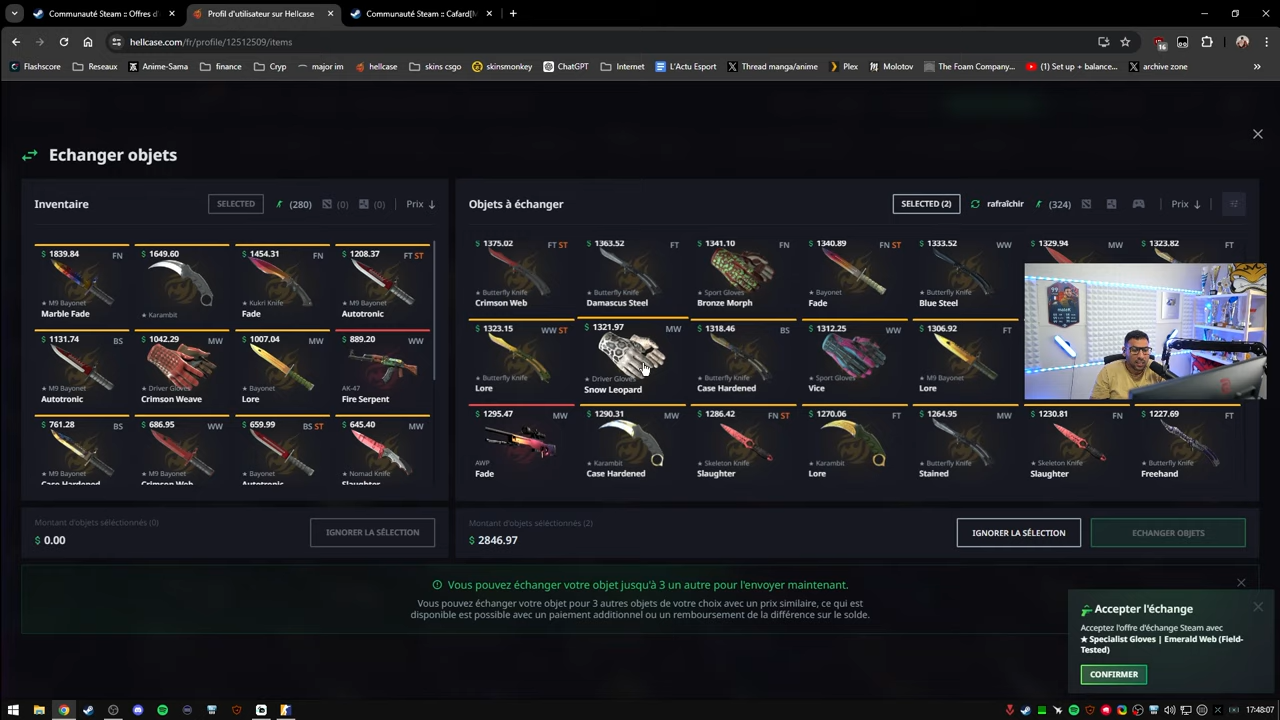 Communauté Steam :: Offres d'
Profil d'utilisateur sur Hellcase
Communauté Steam :: Cafard[M
hellcase.com/fr/profile/12512509/items
16
Flashscore
Reseaux
Anime-Sama
finance
Cryp
major im
hellcase
skins csgo
skinsmonkey
ChatGPT
Internet
L'Actu Esport
Thread manga/anime
Plex
Molotov
The Foam Company...
(1) Set up + balance...
archive zone
Echanger objets
Inventaire
SELECTED
(280)
(0)
(0)
Prix
$ 1839.84 FN
★ M9 Bayonet
Marble Fade
$ 1649.60
★ Karambit
$ 1454.31 FN
★ Kukri Knife
Fade
$ 1208.37 FT ST
★ M9 Bayonet
Autotronic
$ 1131.74 BS
★ M9 Bayonet
Autotronic
$ 1042.29 MW
★ Driver Gloves
Crimson Weave
$ 1007.04 MW
★ Bayonet
Lore
$ 889.20 WW
AK-47
Fire Serpent
$ 761.28 BS
★ M9 Bayonet
Case Hardened
$ 686.95 WW
★ M9 Bayonet
Crimson Web
$ 659.99 BS ST
★ Bayonet
Autotronic
$ 645.40 MW
★ Nomad Knife
Slaughter
Montant d'objets sélectionnés (0)
$ 0.00
IGNORER LA SÉLECTION
Objets à échanger
SELECTED (2)
rafraîchir
(324)
Prix
$ 1375.02 FT ST
★ Butterfly Knife
Crimson Web
$ 1363.52 FT
★ Butterfly Knife
Damascus Steel
$ 1341.10 FN
★ Sport Gloves
Bronze Morph
$ 1340.89 FN ST
★ Bayonet
Fade
$ 1333.52 WW
★ Butterfly Knife
Blue Steel
$ 1329.94 MW
$ 1323.82 FT
$ 1323.15 WW ST
★ Butterfly Knife
Lore
$ 1321.97 MW
★ Driver Gloves
Snow Leopard
$ 1318.46 BS
★ Butterfly Knife
Case Hardened
$ 1312.25 WW
★ Sport Gloves
Vice
$ 1306.92 FT
★ M9 Bayonet
Lore
$ 1295.47 MW
AWP
Fade
$ 1290.31 MW
★ Karambit
Case Hardened
$ 1286.42 FN ST
★ Skeleton Knife
Slaughter
$ 1270.06 FT
★ Karambit
Lore
$ 1264.95 MW
★ Butterfly Knife
Stained
$ 1230.81 FN
★ Skeleton Knife
Slaughter
$ 1227.69 FT
★ Butterfly Knife
Freehand
Montant d'objets sélectionnés (2)
$ 2846.97
IGNORER LA SÉLECTION
ECHANGER OBJETS
Vous pouvez échanger votre objet jusqu'à 3 un autre pour l'envoyer maintenant.
Vous pouvez échanger votre objet pour 3 autres objets de votre choix avec un prix similaire, ce qui est
disponible est possible avec un paiement additionnel ou un remboursement de la différence sur le solde.
Accepter l'échange
Acceptez l'offre d'échange Steam avec
★ Specialist Gloves | Emerald Web (Field-
Tested)
CONFIRMER
17:48:07